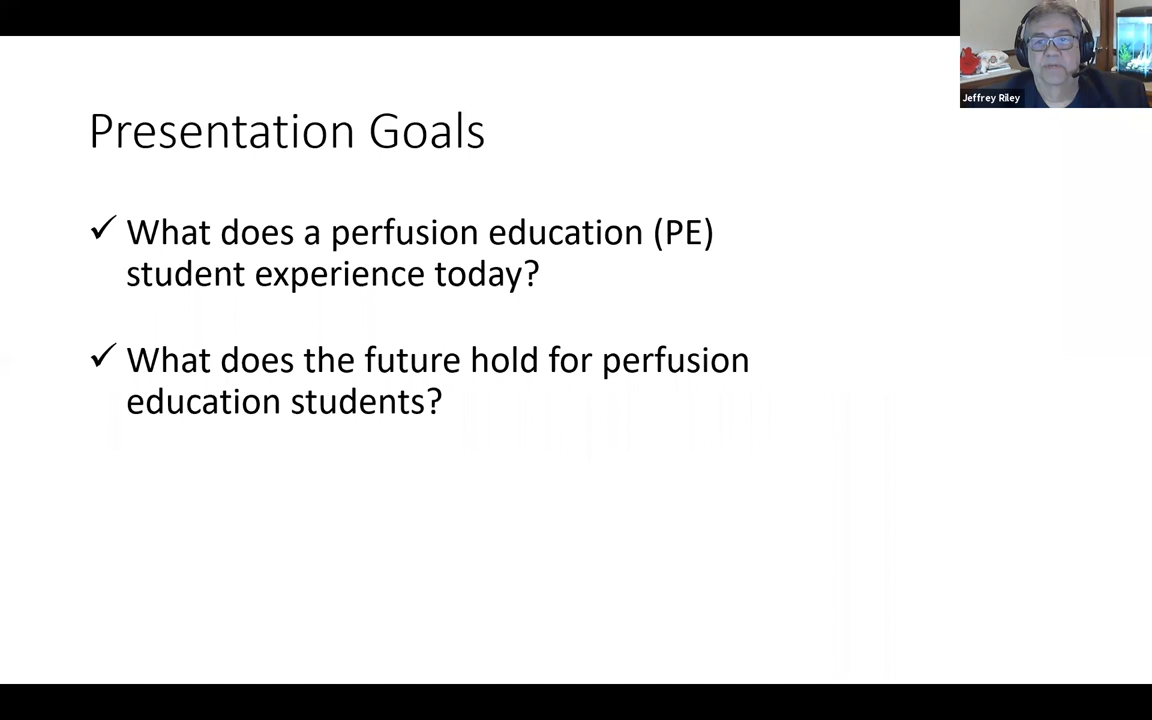 Jeffrey Riley
Presentation Goals
✓ What does a perfusion education (PE)
student experience today?
✓ What does the future hold for perfusion
education students?